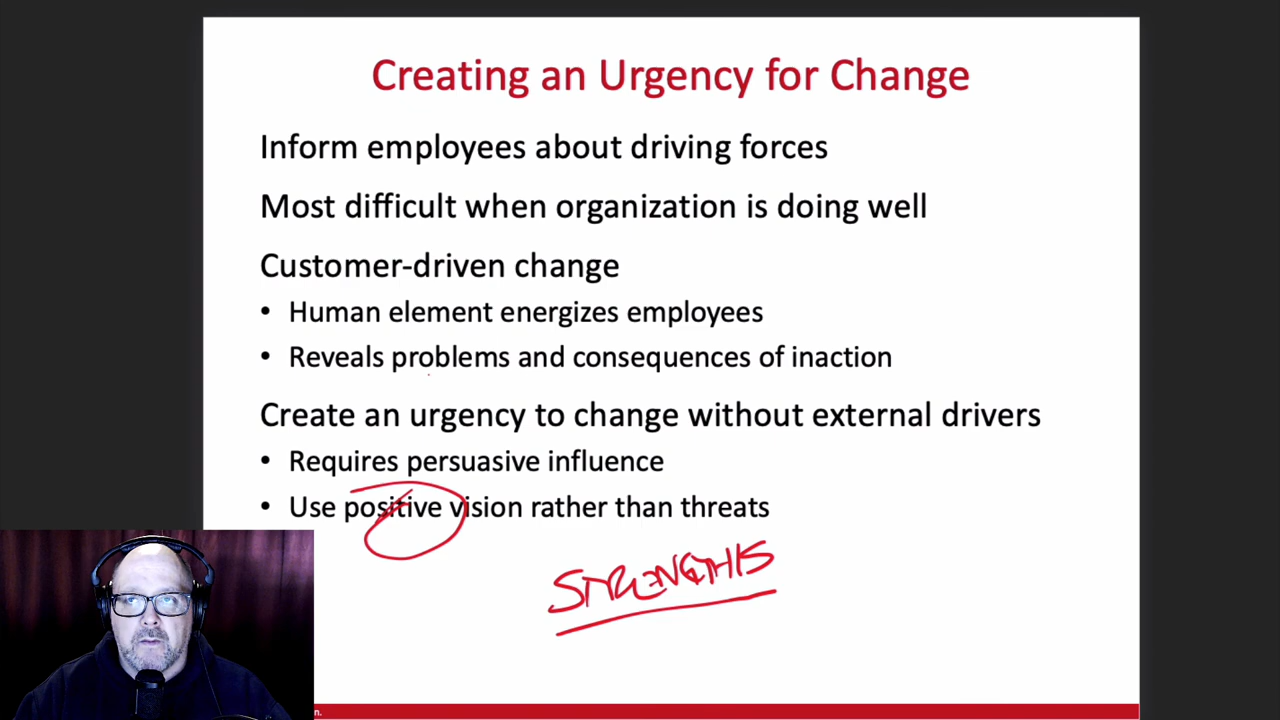 Creating an Urgency for Change
Inform employees about driving forces
Most difficult when organization is doing well
Customer-driven change
• Human element energizes employees
• Reveals problems and consequences of inaction
Create an urgency to change without external drivers
• Requires persuasive influence
• Use positive vision rather than threats
STRENGTHS
n.